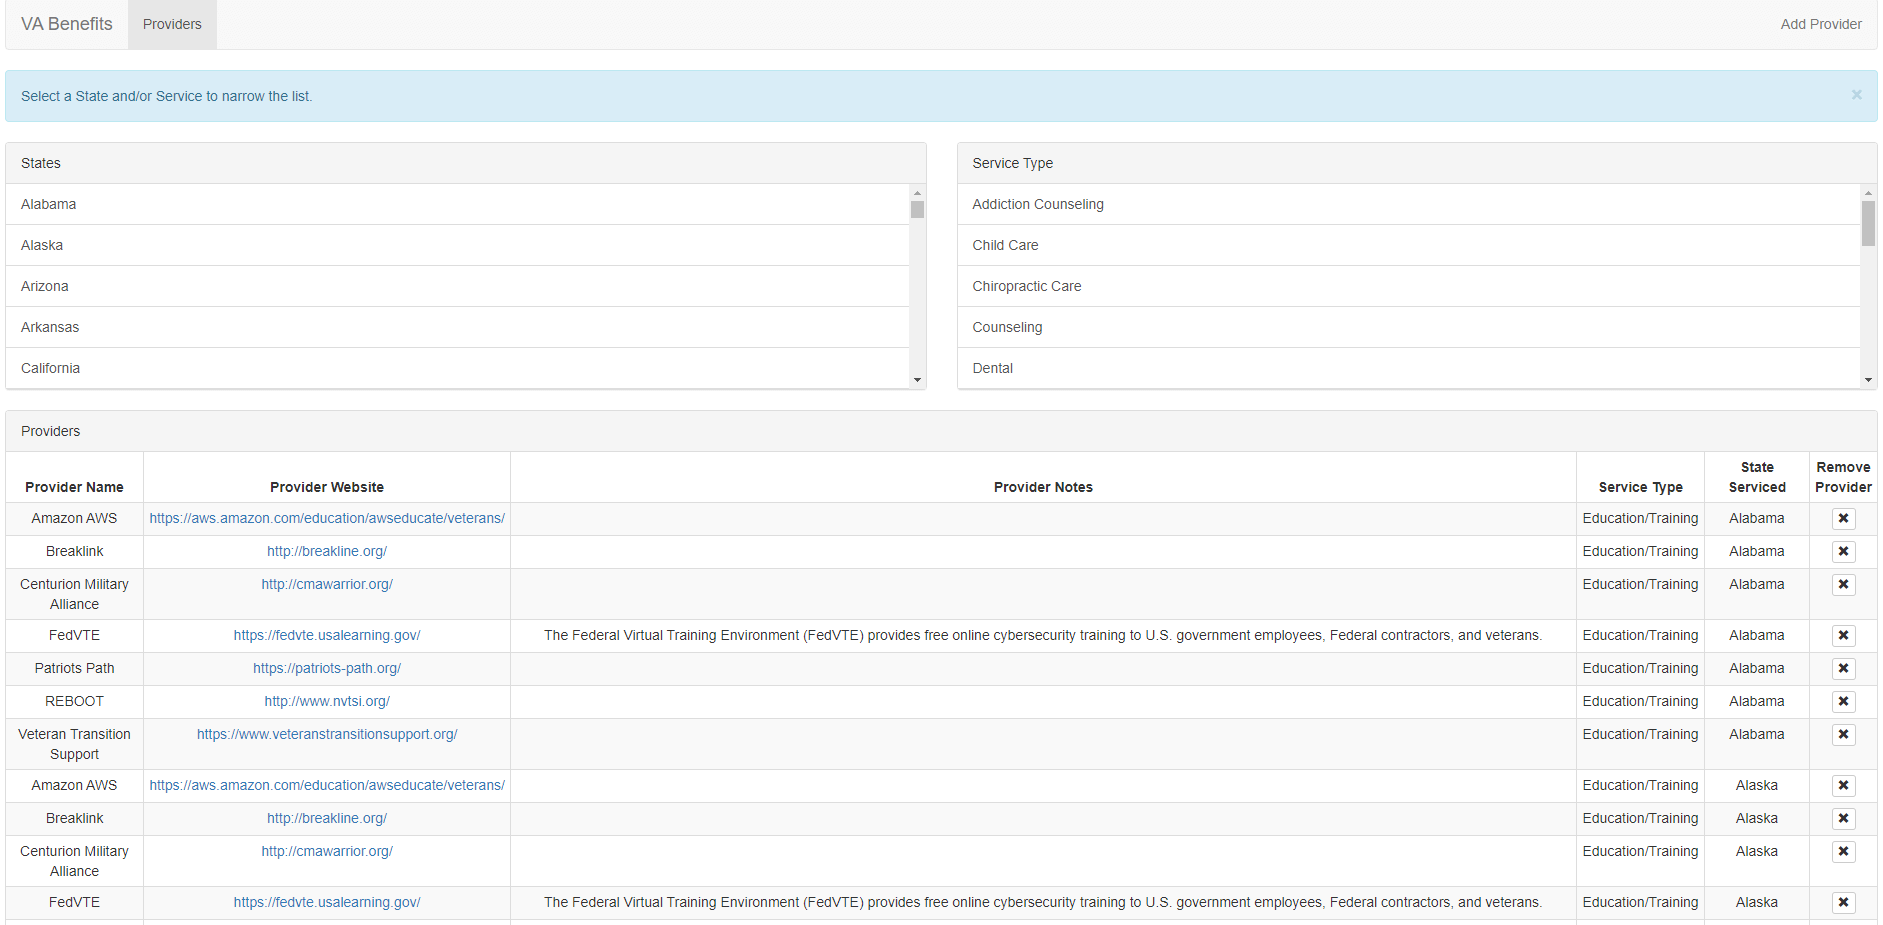 VA Benefits Providers Add Provider
Select a State and/or Service to narrow the list. ×
States
Alabama
Alaska
Arizona
Arkansas
California
Service Type
Addiction Counseling
Child Care
Chiropractic Care
Counseling
Dental
Providers
Provider Name Provider Website Provider Notes Service Type State Serviced Remove Provider
Amazon AWS https://aws.amazon.com/education/awseducate/veterans/ Education/Training Alabama
Breaklink http://breakline.org/ Education/Training Alabama
Centurion Military Alliance http://cmawarrior.org/ Education/Training Alabama
FedVTE https://fedvte.usalearning.gov/ The Federal Virtual Training Environment (FedVTE) provides free online cybersecurity training to U.S. government employees, Federal contractors, and veterans. Education/Training Alabama
Patriots Path https://patriots-path.org/ Education/Training Alabama
REBOOT http://www.nvtsi.org/ Education/Training Alabama
Veteran Transition Support https://www.veteranstransitionsupport.org/ Education/Training Alabama
Amazon AWS https://aws.amazon.com/education/awseducate/veterans/ Education/Training Alaska
Breaklink http://breakline.org/ Education/Training Alaska
Centurion Military Alliance http://cmawarrior.org/ Education/Training Alaska
FedVTE https://fedvte.usalearning.gov/ The Federal Virtual Training Environment (FedVTE) provides free online cybersecurity training to U.S. government employees, Federal contractors, and veterans. Education/Training Alaska